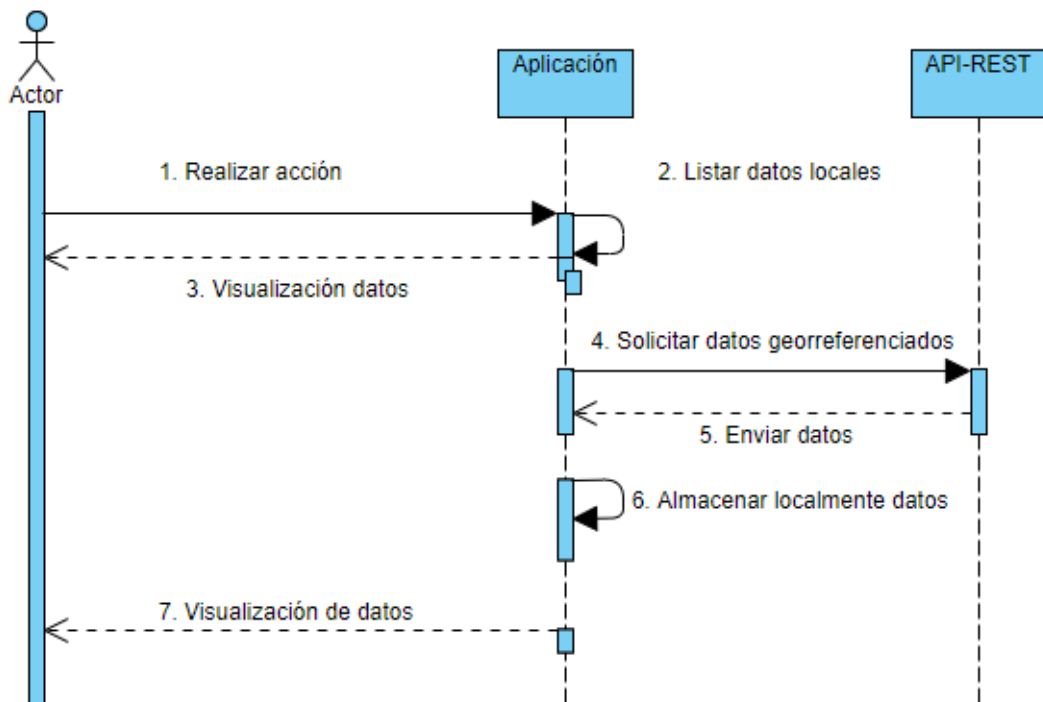 Actor
Aplicación
API-REST
1. Realizar acción
2. Listar datos locales
3. Visualización datos
4. Solicitar datos georreferenciados
5. Enviar datos
6. Almacenar localmente datos
7. Visualización de datos